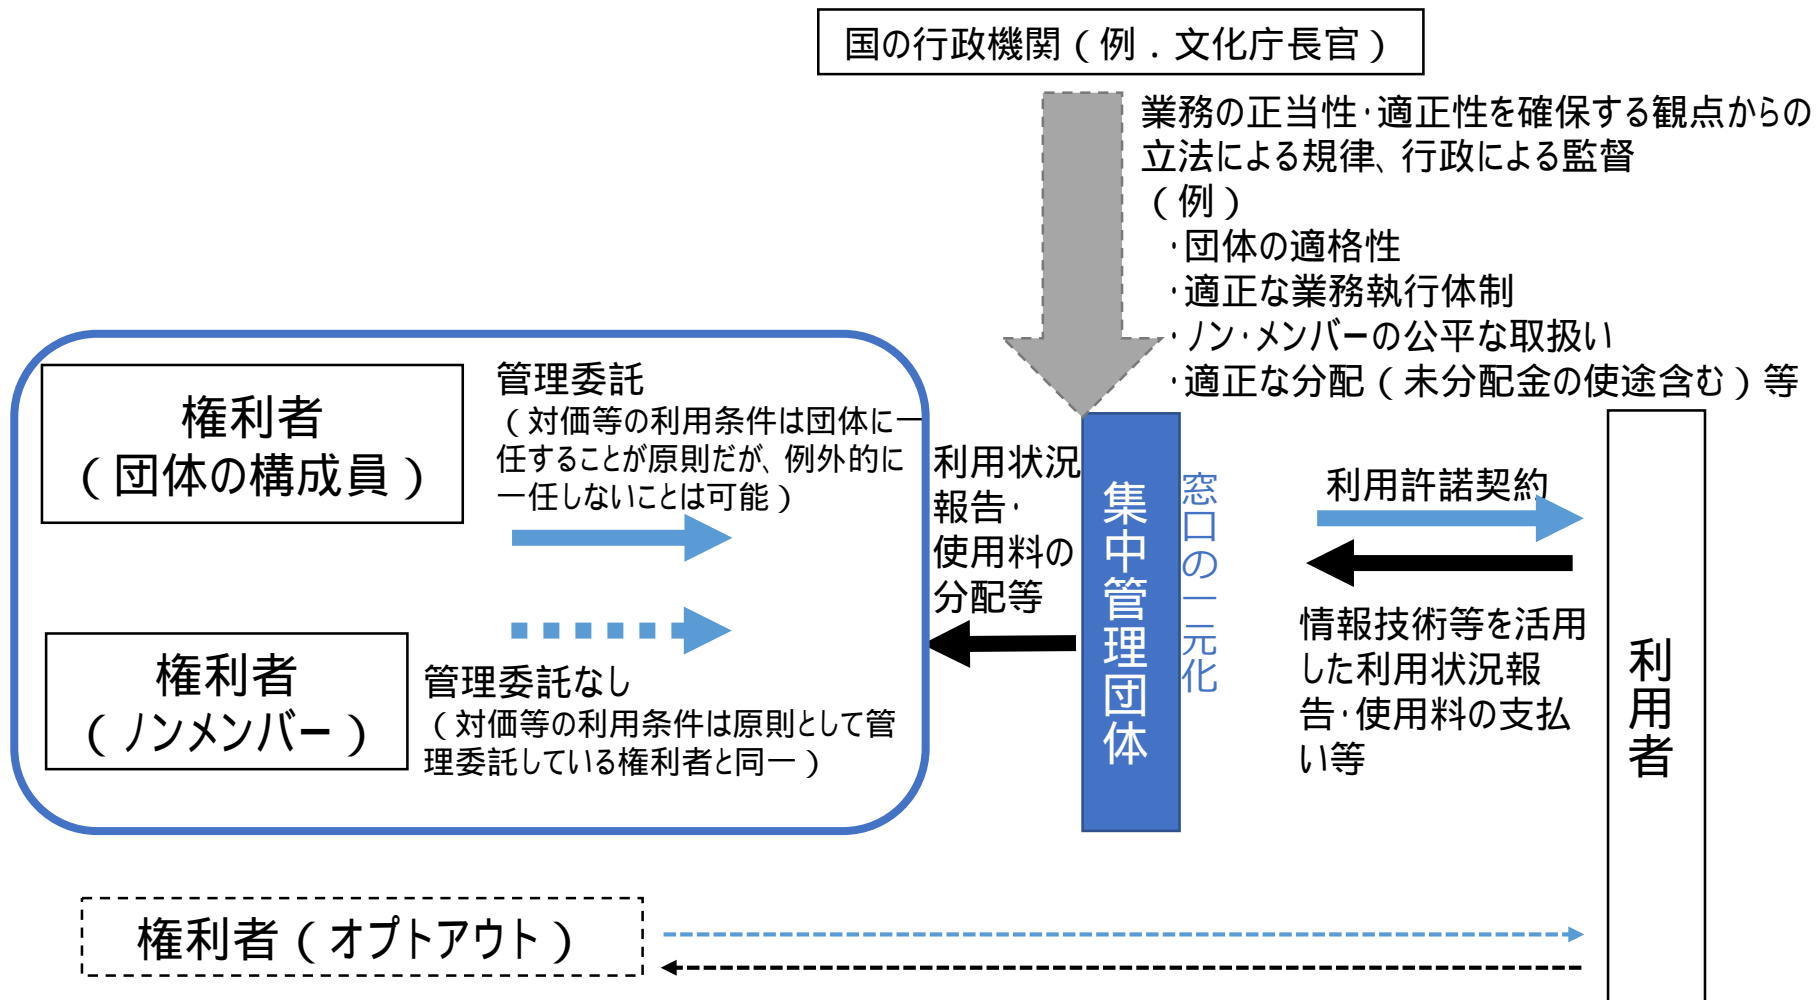 国の行政機関（例．文化庁長官）
業務の正当性・適正性を確保する観点からの
立法による規律、行政による監督
（例）
・団体の適格性
・適正な業務執行体制
・ノン・メンバーの公平な取扱い
・適正な分配（未分配金の使途含む）等
権利者
（団体の構成員）
管理委託
（対価等の利用条件は団体に一
任することが原則だが、例外的に
一任しないことは可能）
権利者
（ノンメンバー）
管理委託なし
（対価等の利用条件は原則として管
理委託している権利者と同一）
利用状況
報告・
使用料の
分配等
集中管理団体
窓口の一元化
利用許諾契約
情報技術等を活用
した利用状況報
告・使用料の支払
い等
利用者
権利者（オプトアウト）